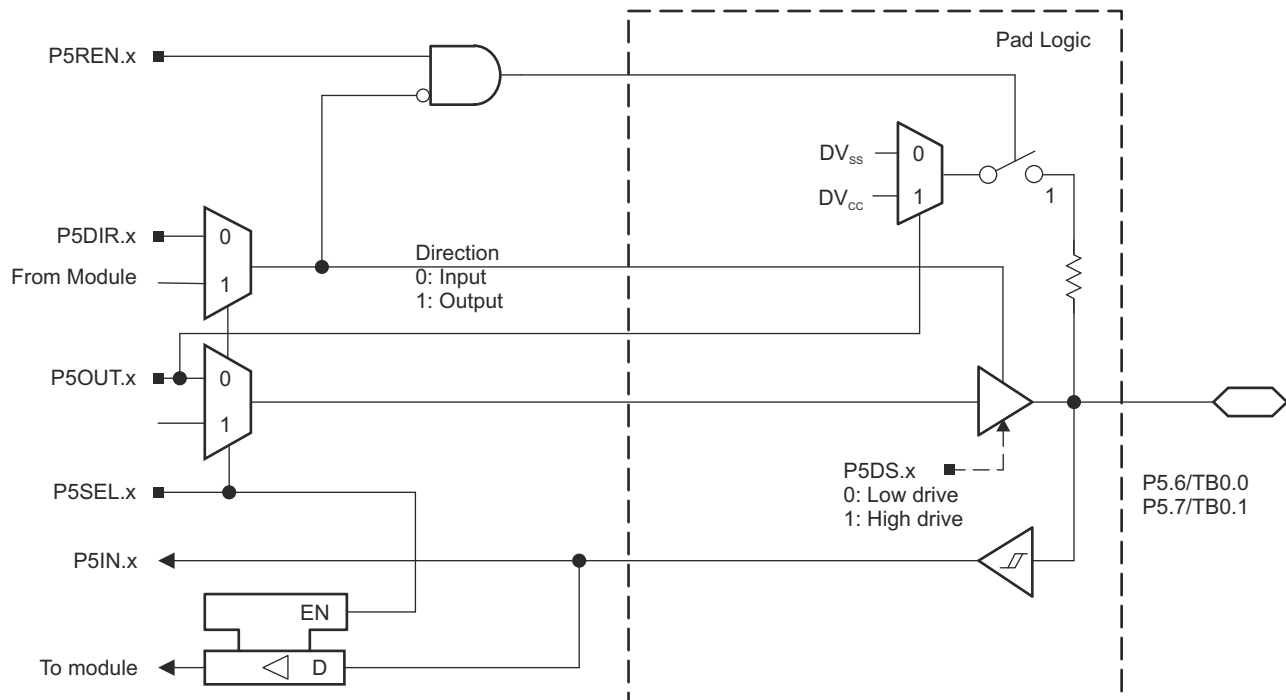 Pad Logic
P5REN.x
DVSS
0
DVCC
1
1
P5DIR.x
0
From Module
1
Direction
0: Input
1: Output
P5OUT.x
0
1
P5DS.x
0: Low drive
1: High drive
P5SEL.x
P5.6/TB0.0
P5.7/TB0.1
P5IN.x
EN
To module
D